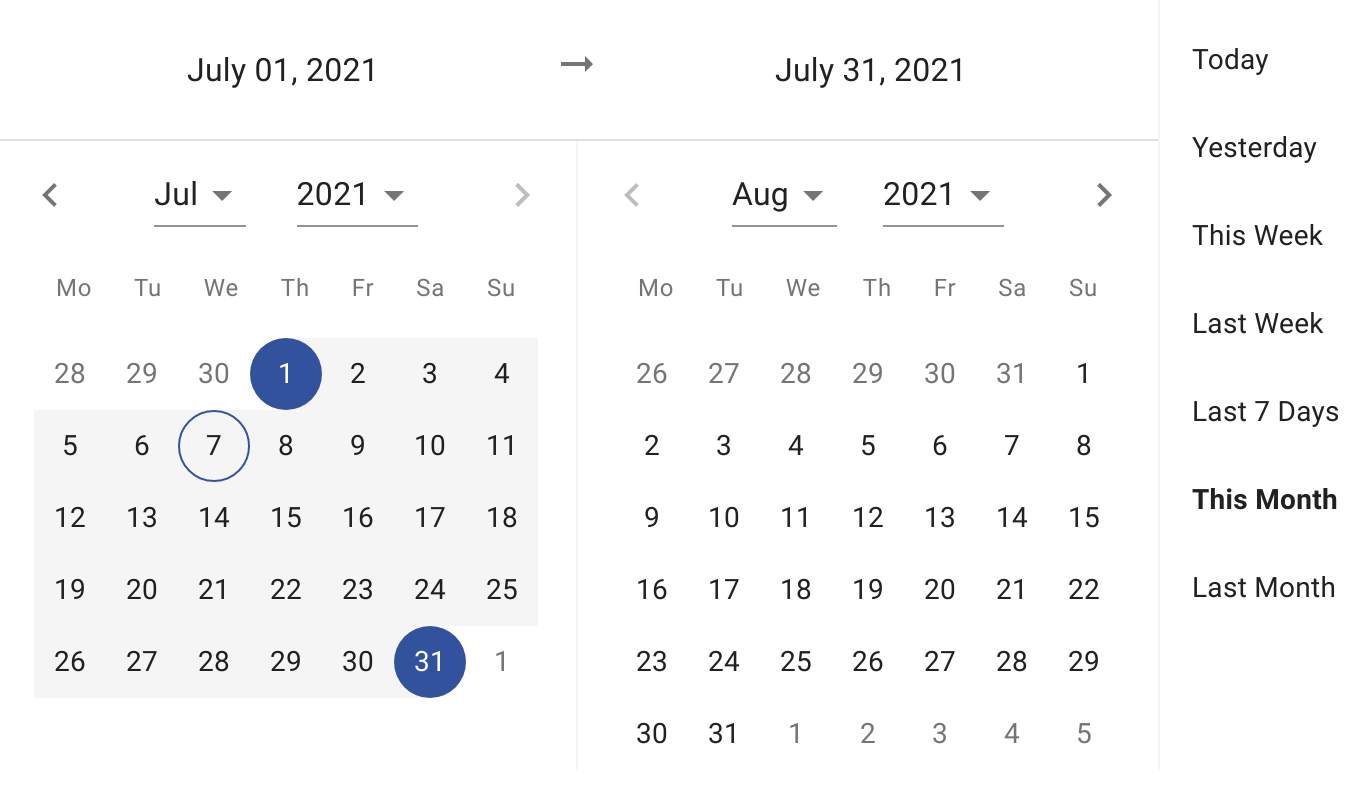 July 01, 2021 → July 31, 2021
Jul 2021
Mo Tu We Th Fr Sa Su
28 29 30 1 2 3 4
5 6 7 8 9 10 11
12 13 14 15 16 17 18
19 20 21 22 23 24 25
26 27 28 29 30 31 1
Aug 2021
Mo Tu We Th Fr Sa Su
26 27 28 29 30 31 1
2 3 4 5 6 7 8
9 10 11 12 13 14 15
16 17 18 19 20 21 22
23 24 25 26 27 28 29
30 31 1 2 3 4 5
Today
Yesterday
This Week
Last Week
Last 7 Days
This Month
Last Month